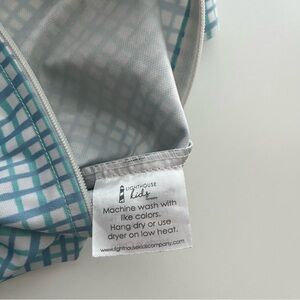 LIGHTHOUSE
kids
COMPANY
Machine wash with
like colors.
Hang dry or use
dryer on low heat.
www.lighthousekidscompany.com